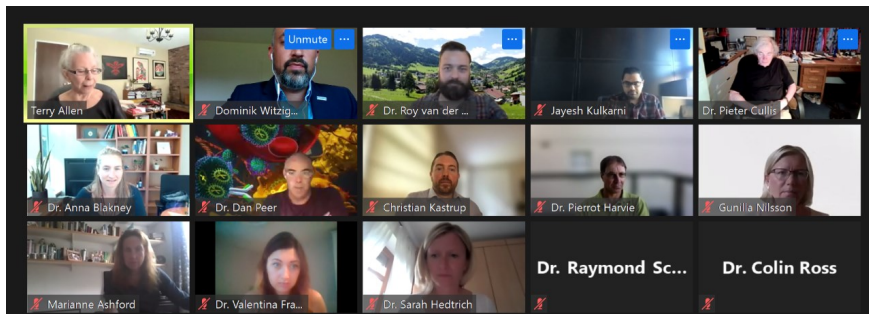 Unmute
...
...
...
...
Terry Allen
Dominik Witzig...
Dr. Roy van der ...
Jayesh Kulkarni
Dr. Pieter Cullis
Dr. Anna Blakney
Dr. Dan Peer
Christian Kastrup
Dr. Pierrot Harvie
Gunilla Nilsson
Marianne Ashford
Dr. Valentina Fra...
Dr. Sarah Hedtrich
Dr. Raymond Sc...
Dr. Colin Ross